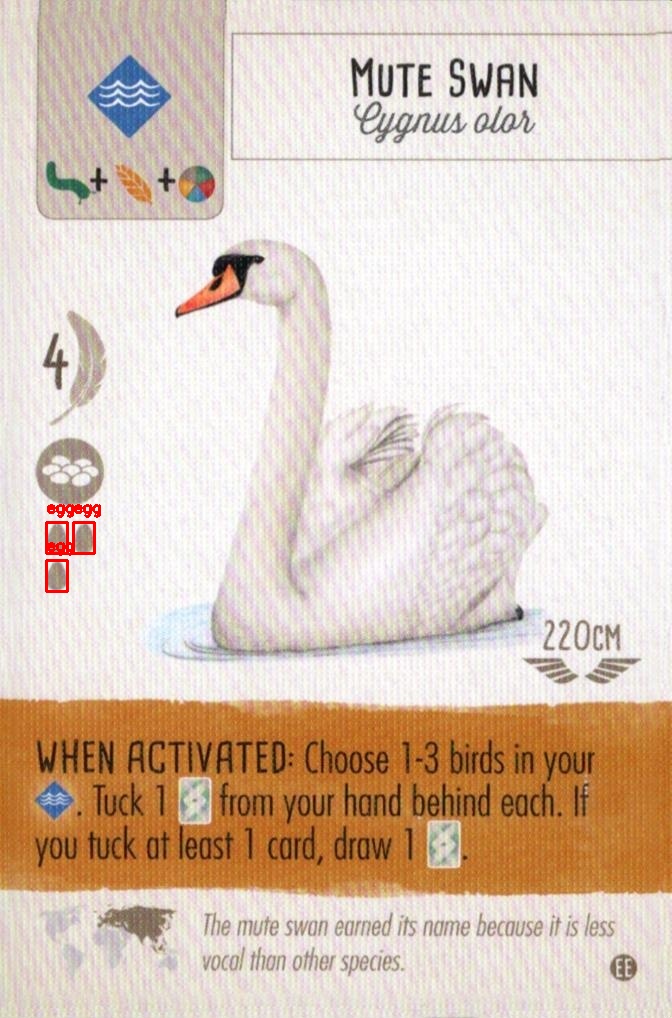 MUTE SWAN
Cygnus olor
+ +
4
egg egg
egg
220CM
WHEN ACTIVATED: Choose 1-3 birds in your
. Tuck 1 from your hand behind each. If
you tuck at least 1 card, draw 1 .
The mute swan earned its name because it is less
vocal than other species.
EE